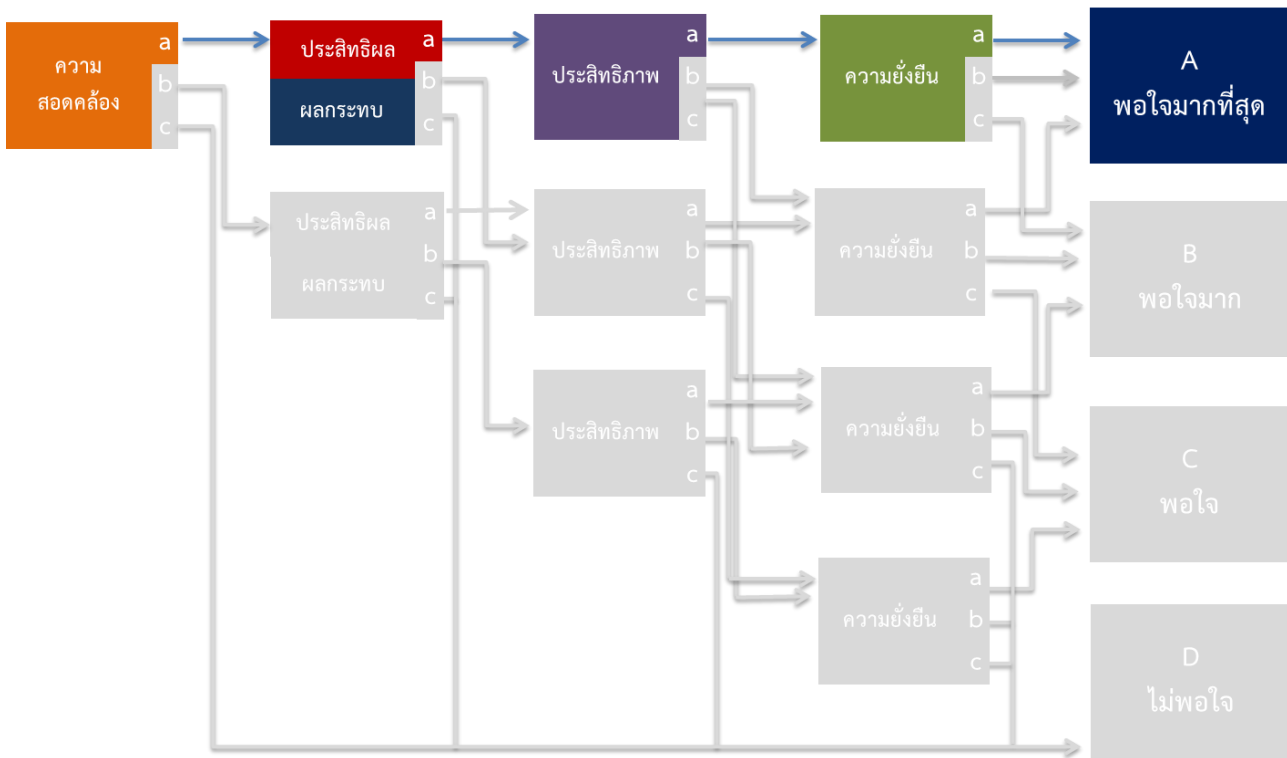 ความ
สอดคล้อง
a
b
c
ประสิทธิผล
ผลกระทบ
a
b
c
ประสิทธิภาพ
a
b
c
ความยั่งยืน
a
b
c
A
พอใจมากที่สุด
ประสิทธิผล
ผลกระทบ
a
b
c
ประสิทธิภาพ
a
b
c
ความยั่งยืน
a
b
c
B
พอใจมาก
ประสิทธิภาพ
a
b
c
ความยั่งยืน
a
b
c
C
พอใจ
ความยั่งยืน
a
b
c
D
ไม่พอใจ